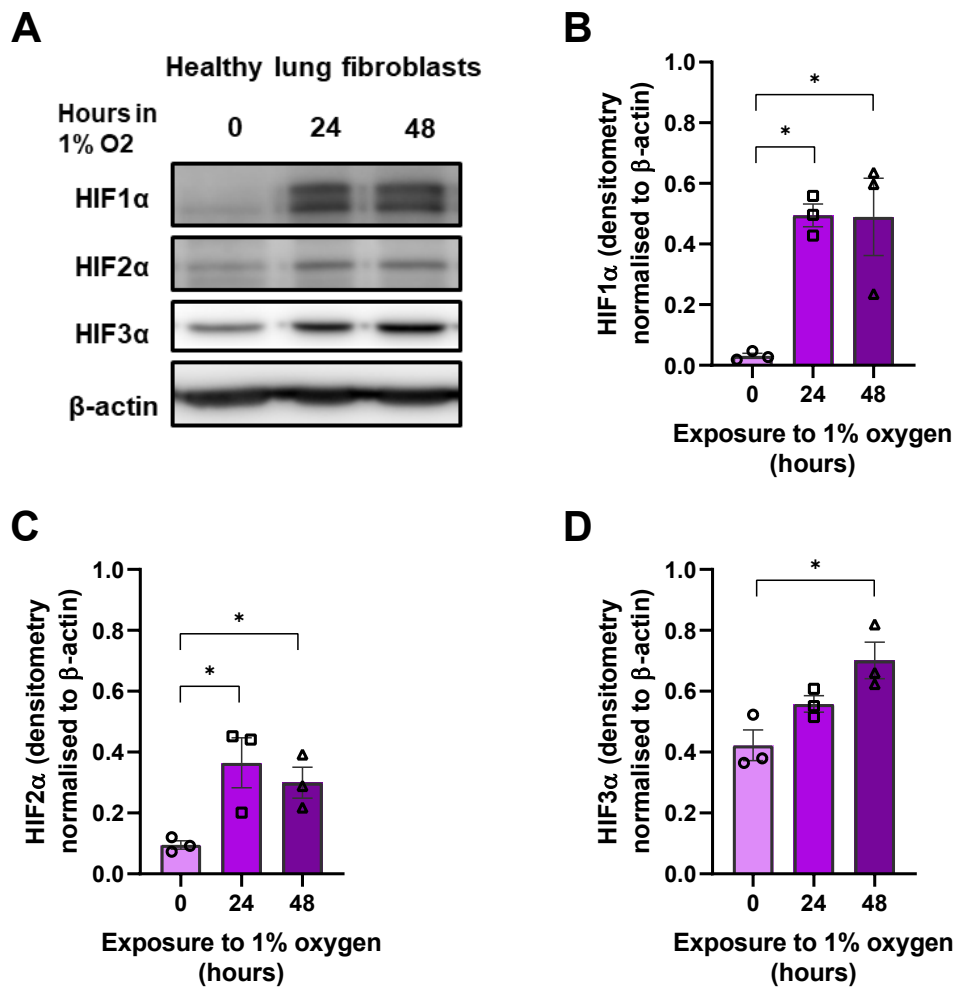 A
Healthy lung fibroblasts
Hours in
1% O2
0 24 48
HIF1α
HIF2α
HIF3α
β-actin
B
HIF1α (densitometry
normalised to β-actin)
1.0
0.8
0.6
0.4
0.2
0.0
*
*
0 24 48
Exposure to 1% oxygen
(hours)
C
HIF2α (densitometry
normalised to β-actin)
1.0
0.8
0.6
0.4
0.2
0.0
*
*
0 24 48
Exposure to 1% oxygen
(hours)
D
HIF3α (densitometry
normalised to β-actin)
1.0
0.8
0.6
0.4
0.2
0.0
*
0 24 48
Exposure to 1% oxygen
(hours)